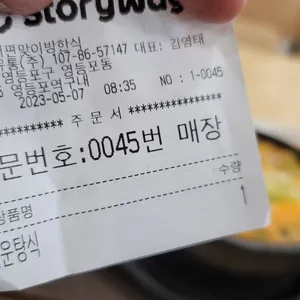 Storyway
면맛이방하식
통(주) 107-86-57147 대표: 김영태
영등포구 영등포동
영등포역구내
2023-05-07 08:35 NO : 1-0045
********** 주 문 서 **********
문번호:0045번 매장
수량
상품명
1
운탕식